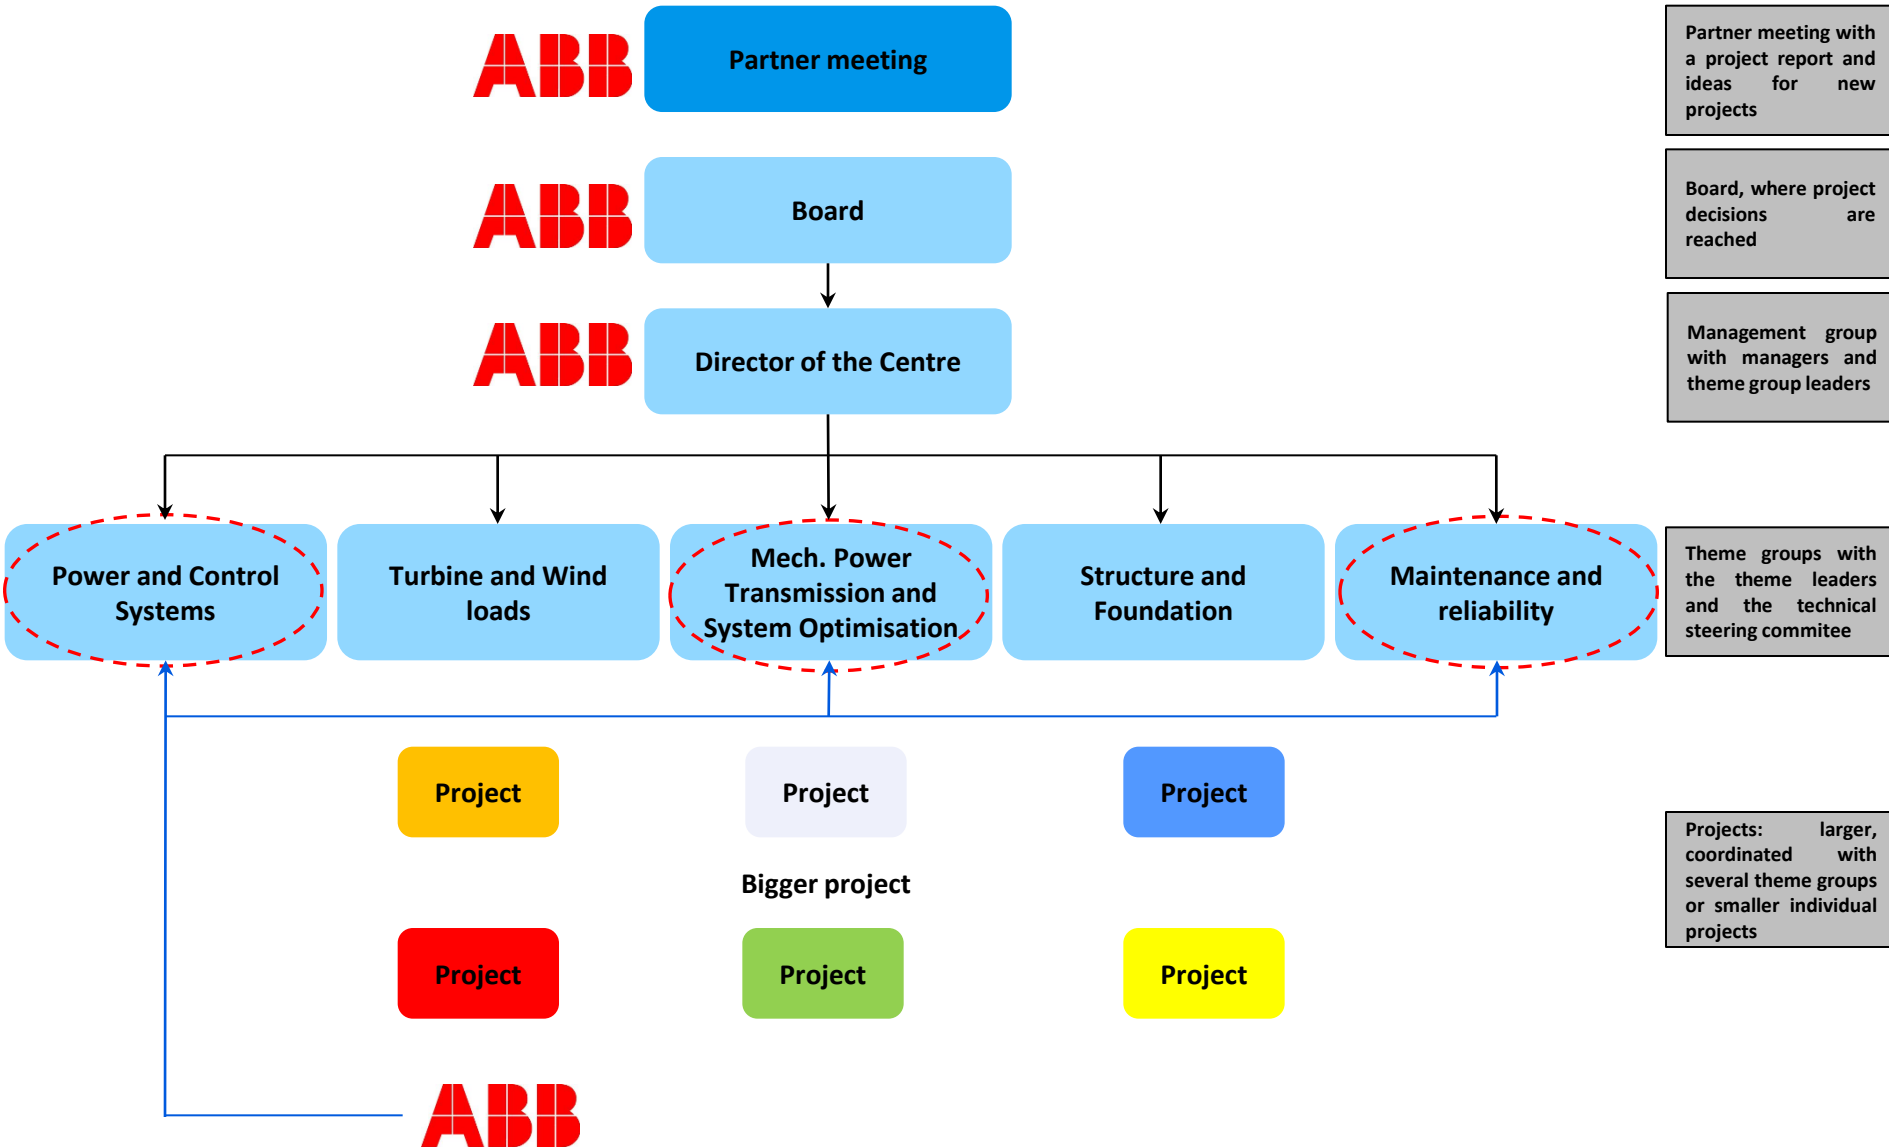 ABB
Partner meeting
Partner meeting with
a project report and
ideas for new
projects
ABB
Board
Board, where project
decisions are
reached
ABB
Director of the Centre
Management group
with managers and
theme group leaders
Power and Control
Systems
Turbine and Wind
loads
Mech. Power
Transmission and
System Optimisation
Structure and
Foundation
Maintenance and
reliability
Theme groups with
the theme leaders
and the technical
steering commitee
Project
Project
Project
Bigger project
Project
Project
Project
Projects: larger,
coordinated with
several theme groups
or smaller individual
projects
ABB